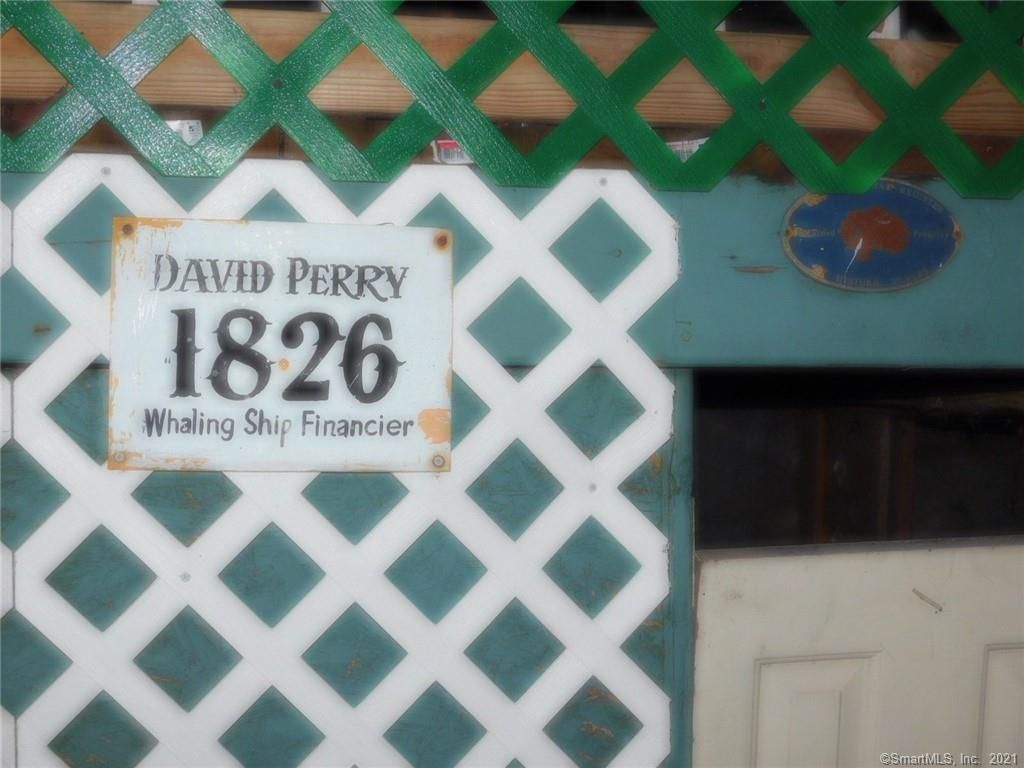 DAVID PERRY
1826
Whaling Ship Financier
©SmartMLS, Inc. 2021